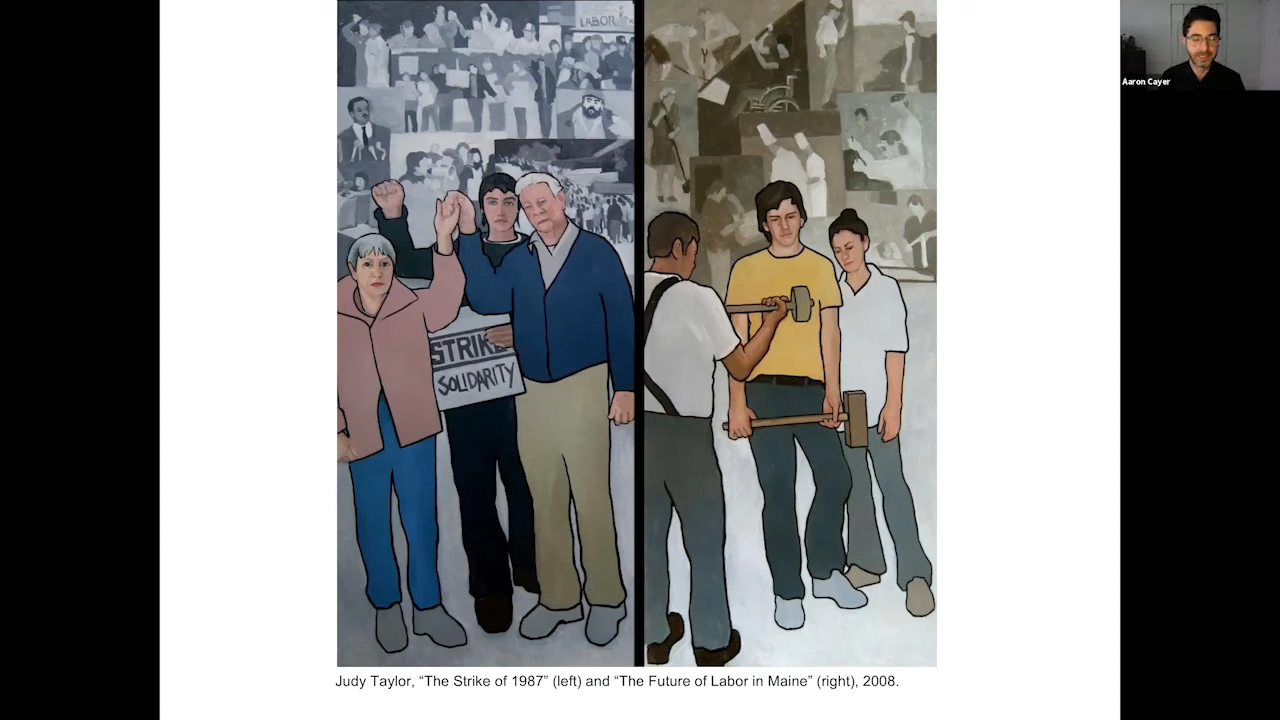 LABOR
Aaron Cayer
STRIKE
SOLIDARITY
Judy Taylor, “The Strike of 1987” (left) and “The Future of Labor in Maine” (right), 2008.